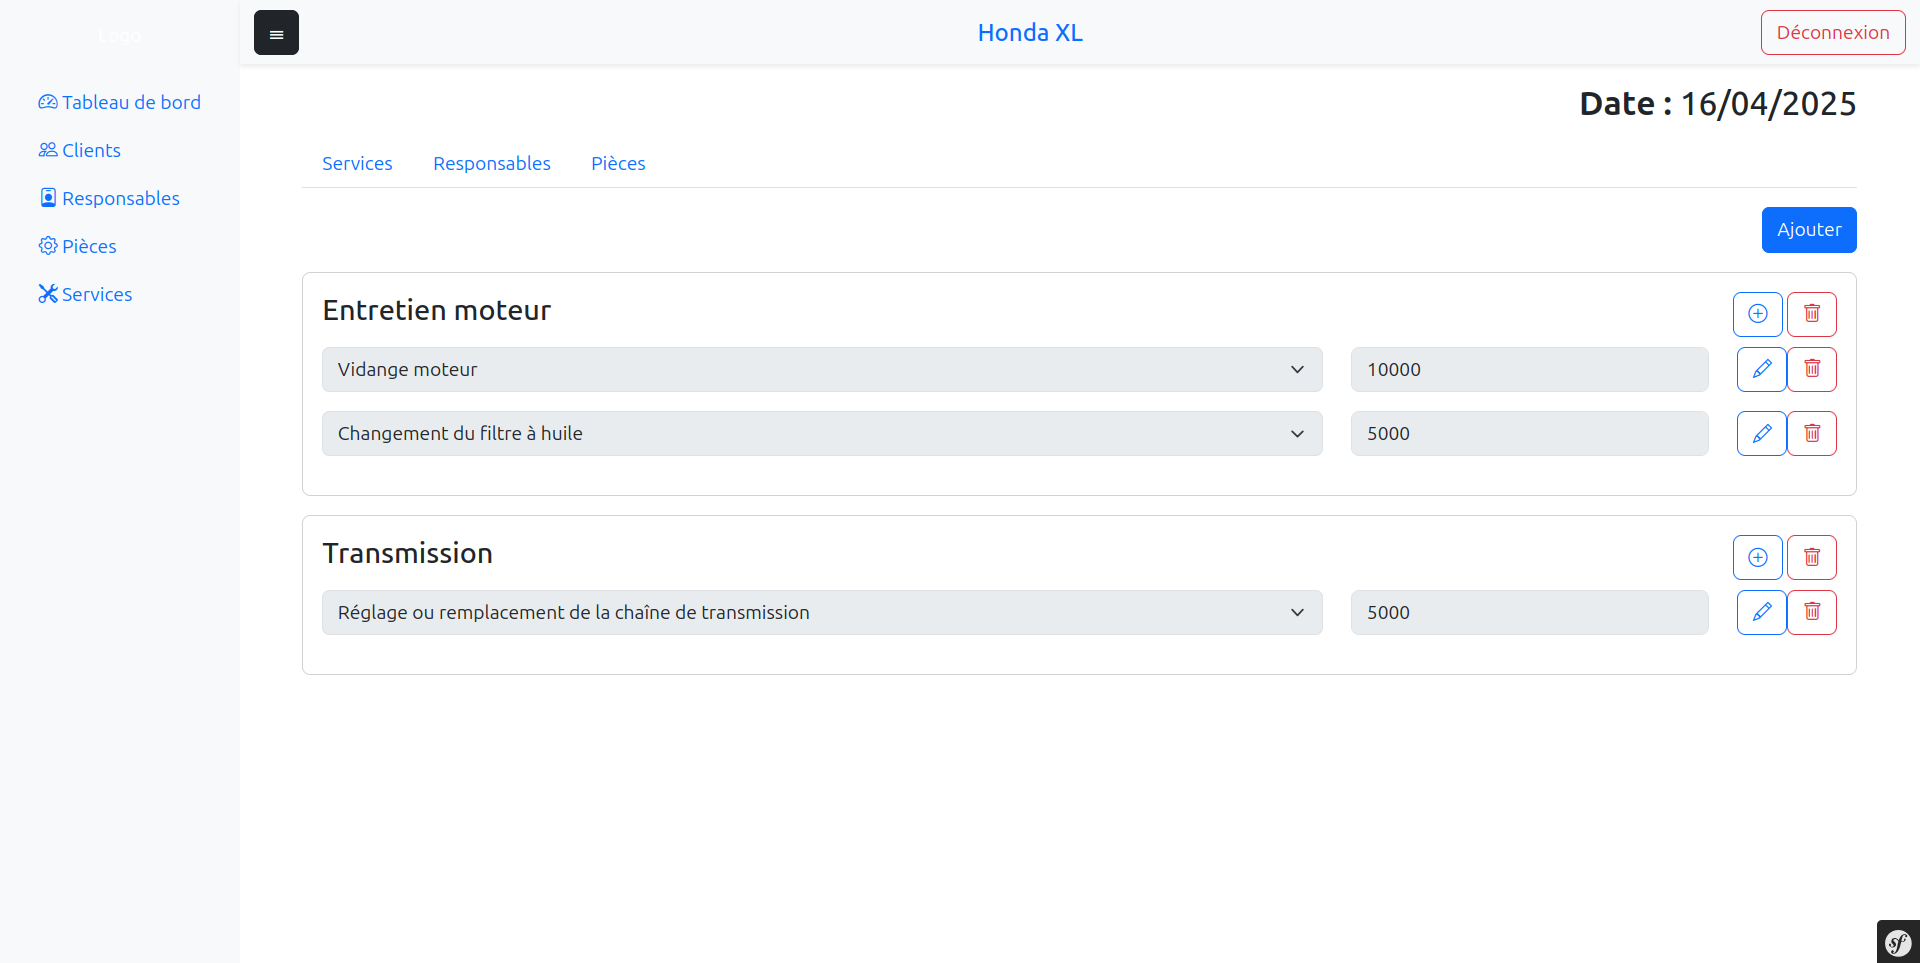 Logo
Honda XL
Déconnexion
Tableau de bord
Clients
Responsables
Pièces
Services
Date : 16/04/2025
Services
Responsables
Pièces
Ajouter
Entretien moteur
Vidange moteur
10000
Changement du filtre à huile
5000
Transmission
Réglage ou remplacement de la chaîne de transmission
5000
sf